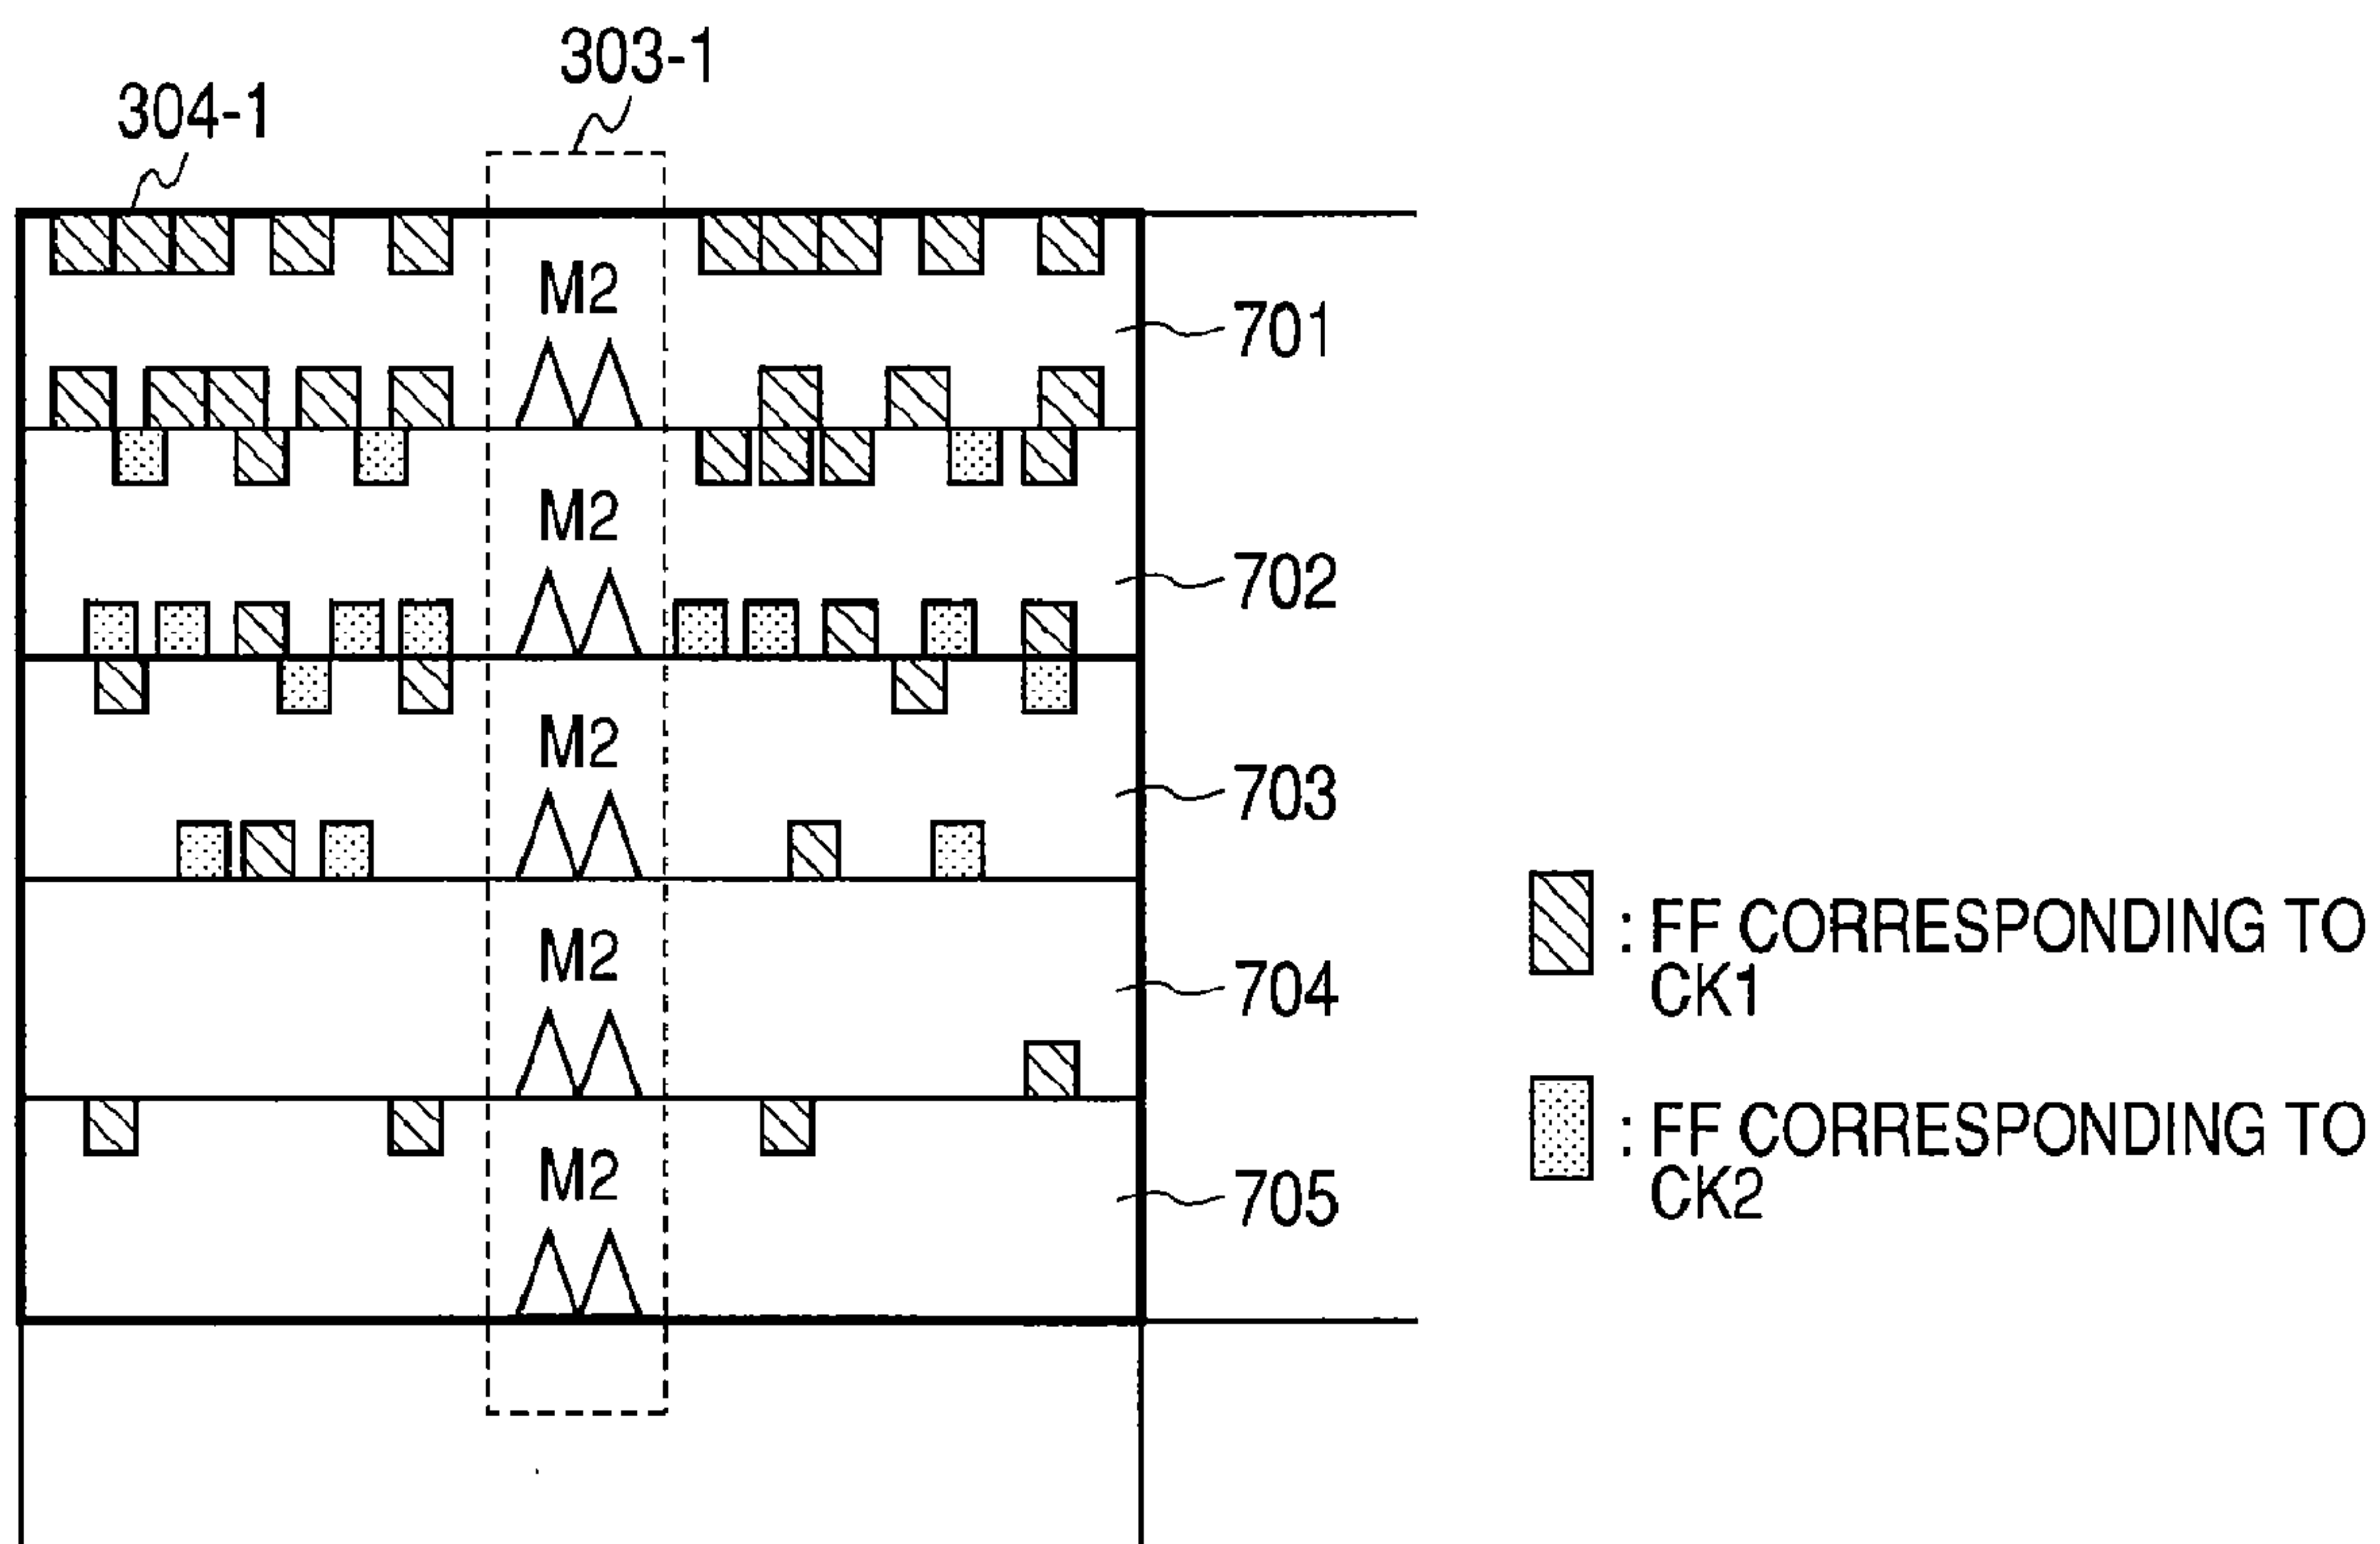 303-1
304-1
M2
701
M2
702
M2
703
M2
704
M2
705
: FF CORRESPONDING TO
CK1
: FF CORRESPONDING TO
CK2